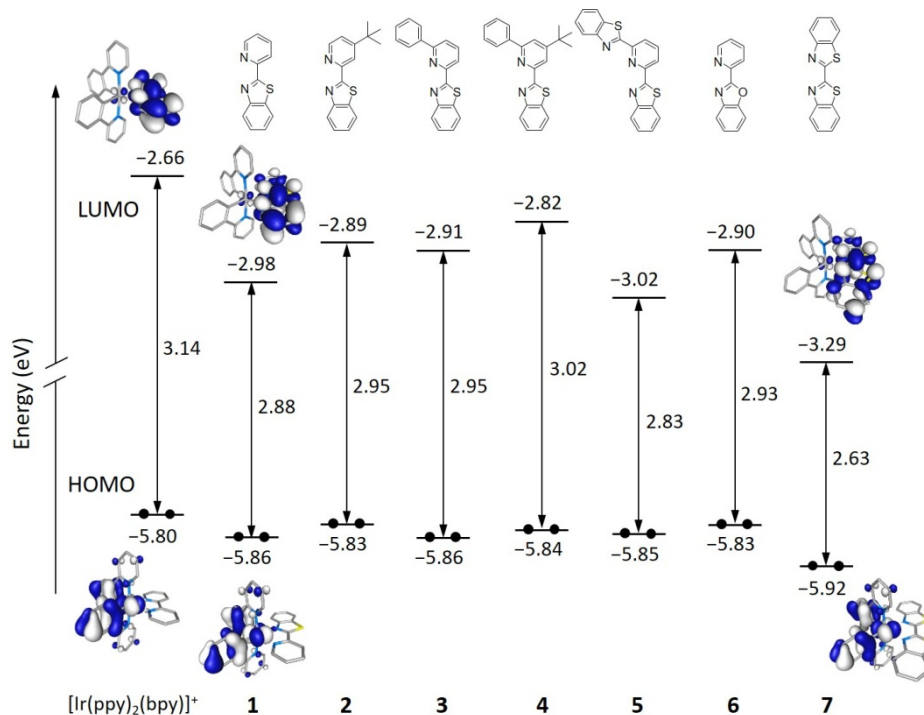 N
S
N
N
S
N
N
S
N
N
S
N
S
N
N
S
N
N
O
N
S
N
N
S
−2.66
LUMO
−2.98
−2.89
−2.91
−2.82
−3.02
−2.90
−3.29
Energy (eV)
3.14
2.88
2.95
2.95
3.02
2.83
2.93
2.63
HOMO
−5.80
−5.86
−5.83
−5.86
−5.84
−5.85
−5.83
−5.92
[Ir(ppy)₂(bpy)]⁺ 1 2 3 4 5 6 7